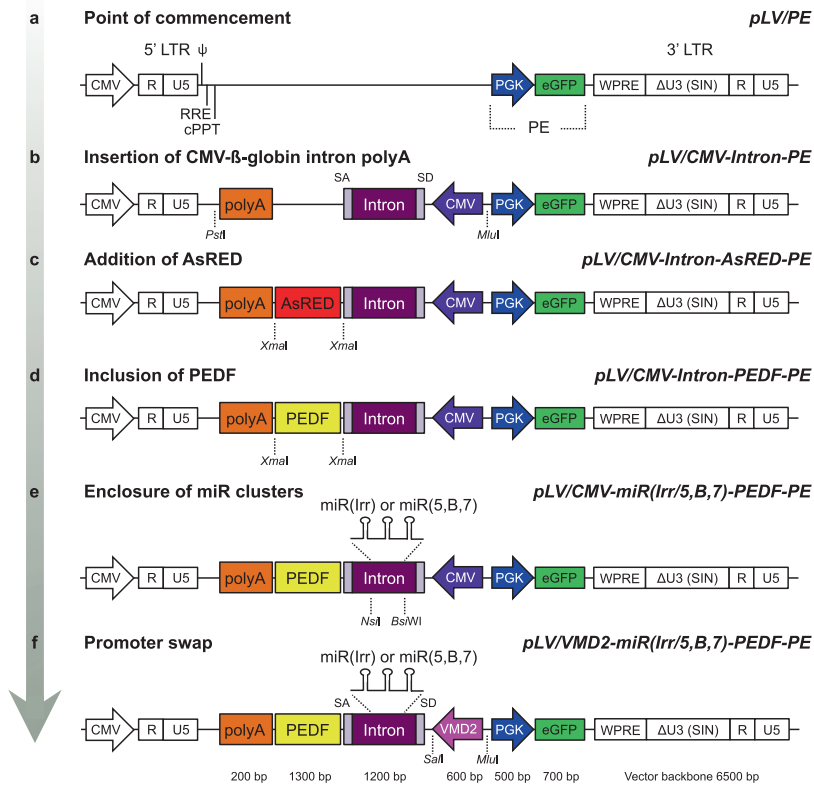 a Point of commencement pLV/PE
5' LTR ψ 3' LTR
CMV R U5 PGK eGFP WPRE ΔU3 (SIN) R U5
RRE
cPPT PE
b Insertion of CMV-ß-globin intron polyA pLV/CMV-Intron-PE
SA SD
CMV R U5 polyA Intron CMV PGK eGFP WPRE ΔU3 (SIN) R U5
PstI MluI
c Addition of AsRED pLV/CMV-Intron-AsRED-PE
CMV R U5 polyA AsRED Intron CMV PGK eGFP WPRE ΔU3 (SIN) R U5
XmaI XmaI
d Inclusion of PEDF pLV/CMV-Intron-PEDF-PE
CMV R U5 polyA PEDF Intron CMV PGK eGFP WPRE ΔU3 (SIN) R U5
XmaI XmaI
e Enclosure of miR clusters pLV/CMV-miR(Irr/5,B,7)-PEDF-PE
miR(Irr) or miR(5,B,7)
CMV R U5 polyA PEDF Intron CMV PGK eGFP WPRE ΔU3 (SIN) R U5
NsiI BsiWI
f Promoter swap pLV/VMD2-miR(Irr/5,B,7)-PEDF-PE
miR(Irr) or miR(5,B,7)
SA SD
CMV R U5 polyA PEDF Intron VMD2 PGK eGFP WPRE ΔU3 (SIN) R U5
SalI MluI
200 bp 1300 bp 1200 bp 600 bp 500 bp 700 bp Vector backbone 6500 bp